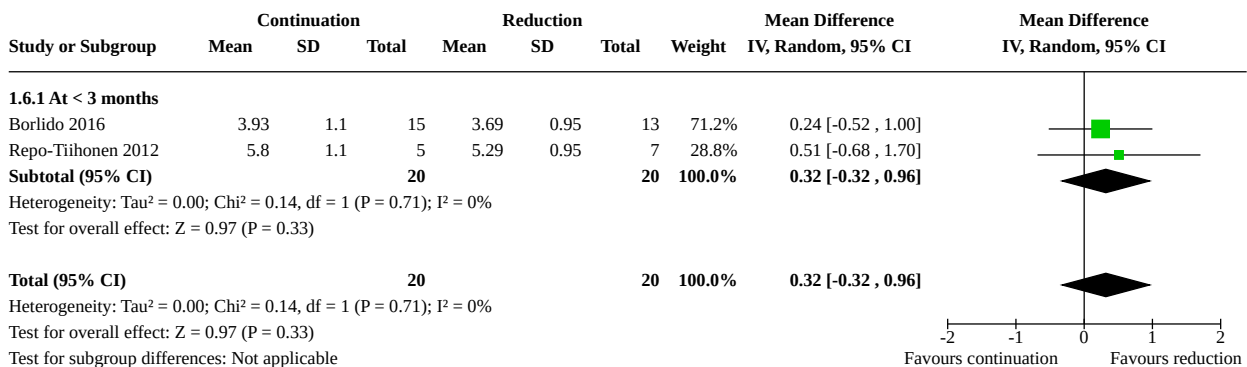 Continuation Reduction Mean Difference Mean Difference
Study or Subgroup Mean SD Total Mean SD Total Weight IV, Random, 95% CI IV, Random, 95% CI
1.6.1 At < 3 months
Borlido 2016 3.93 1.1 15 3.69 0.95 13 71.2% 0.24 [-0.52 , 1.00]
Repo-Tiihonen 2012 5.8 1.1 5 5.29 0.95 7 28.8% 0.51 [-0.68 , 1.70]
Subtotal (95% CI) 20 20 100.0% 0.32 [-0.32 , 0.96]
Heterogeneity: Tau² = 0.00; Chi² = 0.14, df = 1 (P = 0.71); I² = 0%
Test for overall effect: Z = 0.97 (P = 0.33)
Total (95% CI) 20 20 100.0% 0.32 [-0.32 , 0.96]
Heterogeneity: Tau² = 0.00; Chi² = 0.14, df = 1 (P = 0.71); I² = 0%
Test for overall effect: Z = 0.97 (P = 0.33) -2 -1 0 1 2
Test for subgroup differences: Not applicable Favours continuation Favours reduction